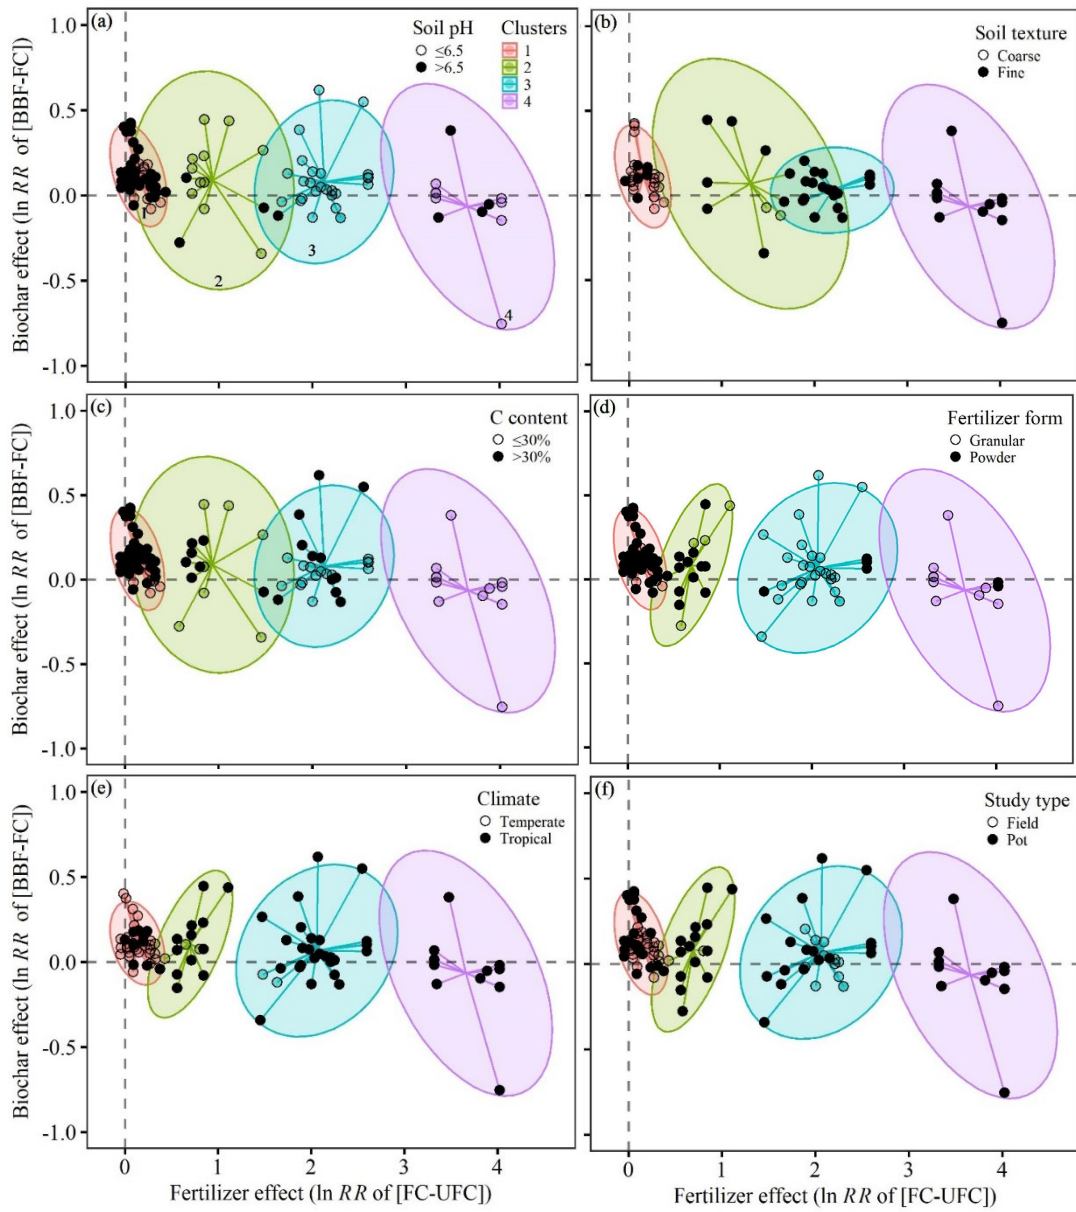 (a)
Soil pH
≤6.5
>6.5
Clusters
1
2
3
4
1
2
3
4
1.0
0.5
0.0
-0.5
-1.0
Biochar effect (ln RR of [BBF-FC])
(b)
Soil texture
Coarse
Fine
(c)
C content
≤30%
>30%
1.0
0.5
0.0
-0.5
-1.0
Biochar effect (ln RR of [BBF-FC])
(d)
Fertilizer form
Granular
Powder
(e)
Climate
Temperate
Tropical
1.0
0.5
0.0
-0.5
-1.0
Biochar effect (ln RR of [BBF-FC])
0 1 2 3 4
Fertilizer effect (ln RR of [FC-UFC])
(f)
Study type
Field
Pot
0 1 2 3 4
Fertilizer effect (ln RR of [FC-UFC])